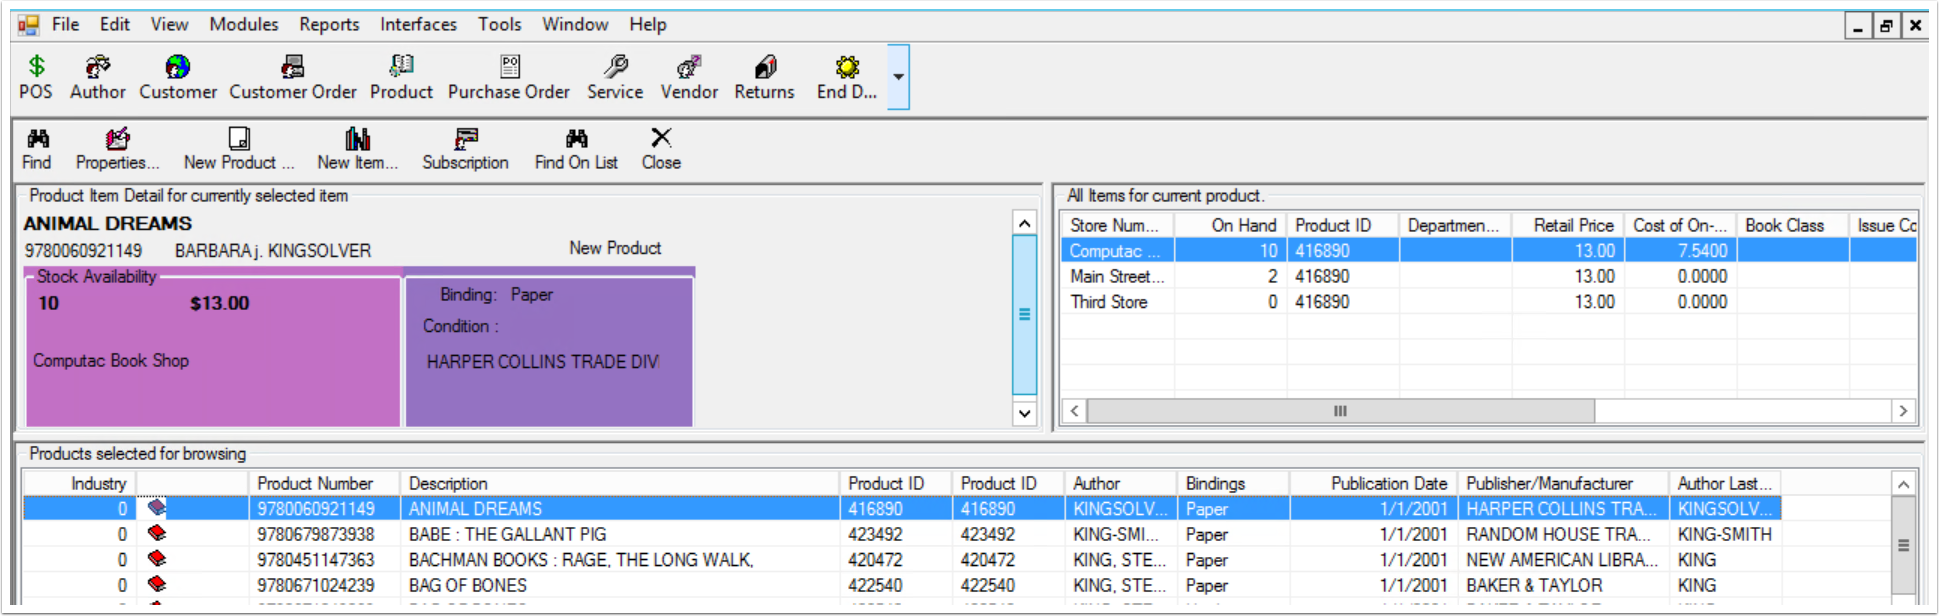 File Edit View Modules Reports Interfaces Tools Window Help
POS Author Customer Customer Order Product Purchase Order Service Vendor Returns End D...
Find Properties... New Product ... New Item... Subscription Find On List Close
Product Item Detail for currently selected item
ANIMAL DREAMS
9780060921149 BARBARA j. KINGSOLVER New Product
Stock Availability
10 $13.00
Binding: Paper
Condition :
Computac Book Shop
HARPER COLLINS TRADE DIVI
All Items for current product.
Store Num... On Hand Product ID Departmen... Retail Price Cost of On-... Book Class Issue Cc
Computac ... 10 416890 13.00 7.5400
Main Street... 2 416890 13.00 0.0000
Third Store 0 416890 13.00 0.0000
Products selected for browsing
Industry Product Number Description Product ID Product ID Author Bindings Publication Date Publisher/Manufacturer Author Last...
0 9780060921149 ANIMAL DREAMS 416890 416890 KINGSOLV... Paper 1/1/2001 HARPER COLLINS TRA... KINGSOLV...
0 9780679873938 BABE : THE GALLANT PIG 423492 423492 KING-SMI... Paper 1/1/2001 RANDOM HOUSE TRA... KING-SMITH
0 9780451147363 BACHMAN BOOKS : RAGE, THE LONG WALK, 420472 420472 KING, STE... Paper 1/1/2001 NEW AMERICAN LIBRA... KING
0 9780671024239 BAG OF BONES 422540 422540 KING, STE... Paper 1/1/2001 BAKER & TAYLOR KING